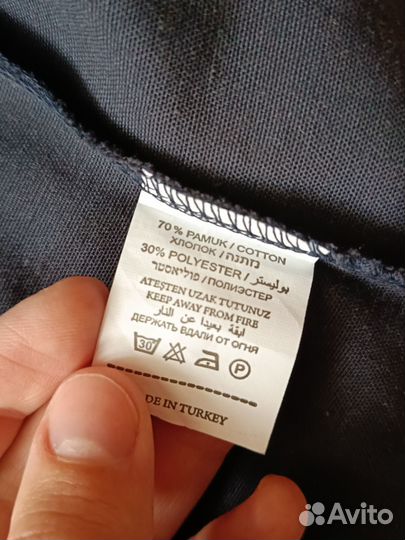 70 % PAMUK / COTTON
ХЛОПОК / כותנה
30% POLYESTER / بوليستر
פוליאסטר / ПОЛИЭСТЕР
ATEŞTEN UZAK TUTUNUZ
KEEP AWAY FROM FIRE
ابقه بعيدا عن النار
ДЕРЖАТЬ ВДАЛИ ОТ ОГНЯ
30° P
DE IN TURKEY
Avito